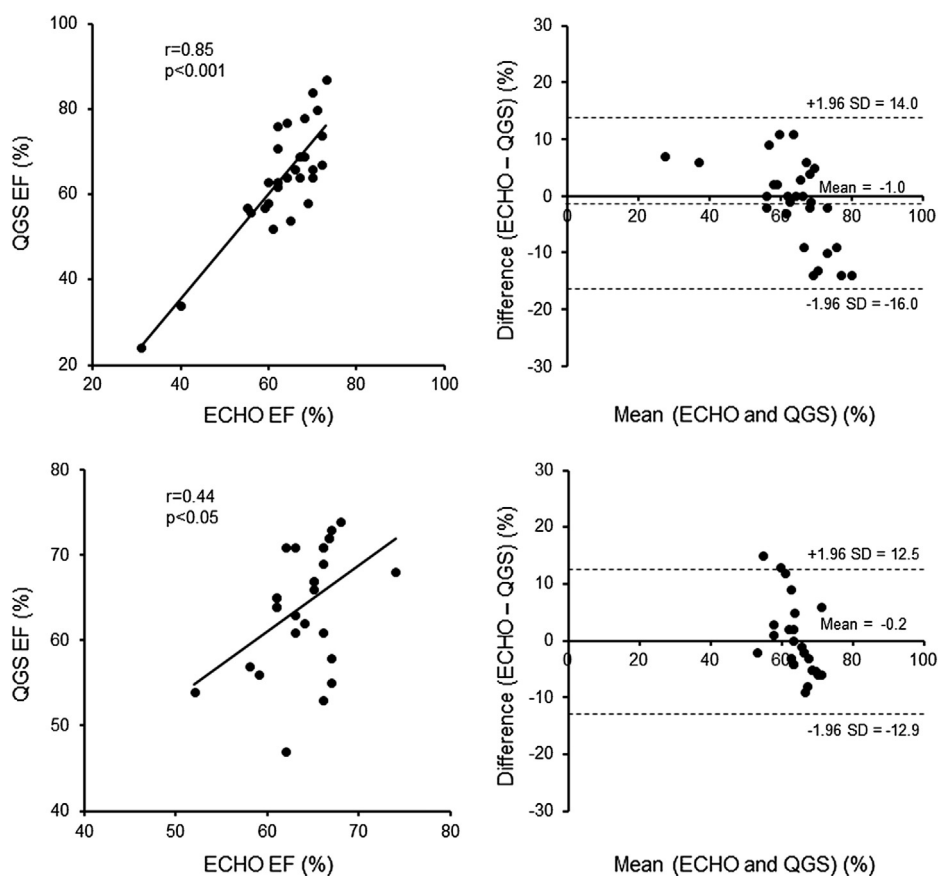 100
80
60
40
20
QGS EF (%)
r=0.85
p<0.001
20 40 60 80 100
ECHO EF (%)
30
20
10
0
-10
-20
-30
Difference (ECHO – QGS) (%)
+1.96 SD = 14.0
Mean = -1.0
0 20 40 60 80 100
-1.96 SD = -16.0
Mean (ECHO and QGS) (%)
80
70
60
50
40
QGS EF (%)
r=0.44
p<0.05
40 50 60 70 80
ECHO EF (%)
30
20
10
0
-10
-20
-30
Difference (ECHO – QGS) (%)
+1.96 SD = 12.5
Mean = -0.2
0 20 40 60 80 100
-1.96 SD = -12.9
Mean (ECHO and QGS) (%)